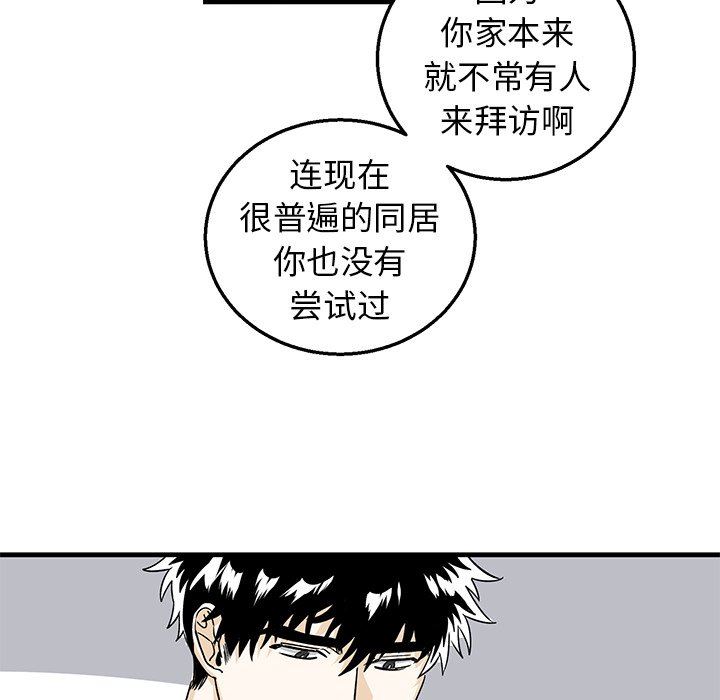 你家本来
就不常有人
来拜访啊
连现在
很普遍的同居
你也没有
尝试过